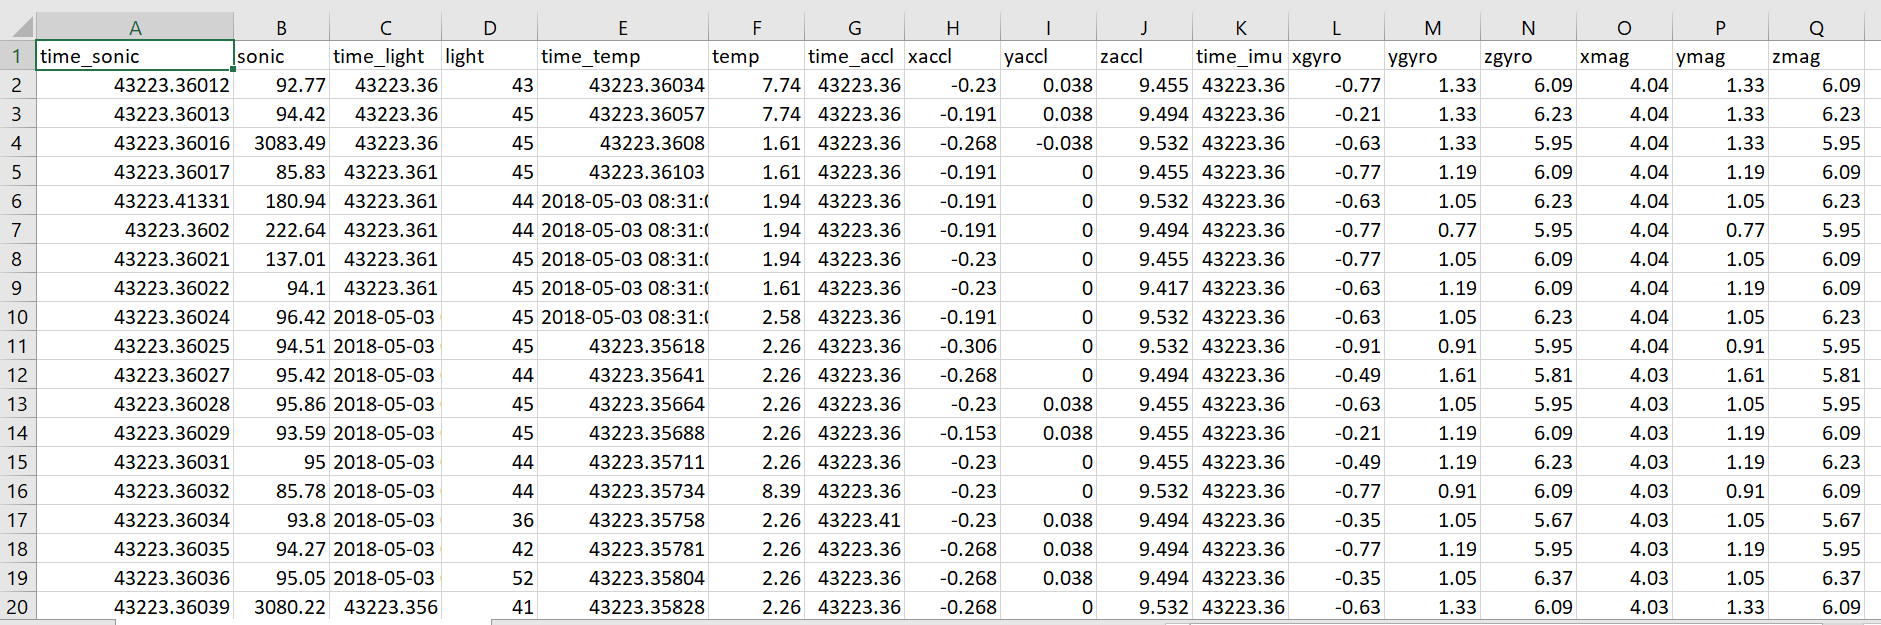 A B C D E F G H I J K L M N O P Q
1 time_sonic sonic time_light light time_temp temp time_accl xaccl yaccl zaccl time_imu xgyro ygyro zgyro xmag ymag zmag
2 43223.36012 92.77 43223.36 43 43223.36034 7.74 43223.36 -0.23 0.038 9.455 43223.36 -0.77 1.33 6.09 4.04 1.33 6.09
3 43223.36013 94.42 43223.36 45 43223.36057 7.74 43223.36 -0.191 0.038 9.494 43223.36 -0.21 1.33 6.23 4.04 1.33 6.23
4 43223.36016 3083.49 43223.36 45 43223.3608 1.61 43223.36 -0.268 -0.038 9.532 43223.36 -0.63 1.33 5.95 4.04 1.33 5.95
5 43223.36017 85.83 43223.361 45 43223.36103 1.61 43223.36 -0.191 0 9.455 43223.36 -0.77 1.19 6.09 4.04 1.19 6.09
6 43223.41331 180.94 43223.361 44 2018-05-03 08:31:0 1.94 43223.36 -0.191 0 9.532 43223.36 -0.63 1.05 6.23 4.04 1.05 6.23
7 43223.3602 222.64 43223.361 44 2018-05-03 08:31:0 1.94 43223.36 -0.191 0 9.494 43223.36 -0.77 0.77 5.95 4.04 0.77 5.95
8 43223.36021 137.01 43223.361 45 2018-05-03 08:31:0 1.94 43223.36 -0.23 0 9.455 43223.36 -0.77 1.05 6.09 4.04 1.05 6.09
9 43223.36022 94.1 43223.361 45 2018-05-03 08:31:0 1.61 43223.36 -0.23 0 9.417 43223.36 -0.63 1.19 6.09 4.04 1.19 6.09
10 43223.36024 96.42 2018-05-03 45 2018-05-03 08:31:0 2.58 43223.36 -0.191 0 9.532 43223.36 -0.63 1.05 6.23 4.04 1.05 6.23
11 43223.36025 94.51 2018-05-03 45 43223.35618 2.26 43223.36 -0.306 0 9.532 43223.36 -0.91 0.91 5.95 4.04 0.91 5.95
12 43223.36027 95.42 2018-05-03 44 43223.35641 2.26 43223.36 -0.268 0 9.494 43223.36 -0.49 1.61 5.81 4.03 1.61 5.81
13 43223.36028 95.86 2018-05-03 45 43223.35664 2.26 43223.36 -0.23 0.038 9.455 43223.36 -0.63 1.05 5.95 4.03 1.05 5.95
14 43223.36029 93.59 2018-05-03 45 43223.35688 2.26 43223.36 -0.153 0.038 9.455 43223.36 -0.21 1.19 6.09 4.03 1.19 6.09
15 43223.36031 95 2018-05-03 44 43223.35711 2.26 43223.36 -0.23 0 9.455 43223.36 -0.49 1.19 6.23 4.03 1.19 6.23
16 43223.36032 85.78 2018-05-03 44 43223.35734 8.39 43223.36 -0.23 0 9.532 43223.36 -0.77 0.91 6.09 4.03 0.91 6.09
17 43223.36034 93.8 2018-05-03 36 43223.35758 2.26 43223.41 -0.23 0.038 9.494 43223.36 -0.35 1.05 5.67 4.03 1.05 5.67
18 43223.36035 94.27 2018-05-03 42 43223.35781 2.26 43223.36 -0.268 0.038 9.494 43223.36 -0.77 1.19 5.95 4.03 1.19 5.95
19 43223.36036 95.05 2018-05-03 52 43223.35804 2.26 43223.36 -0.268 0.038 9.494 43223.36 -0.35 1.05 6.37 4.03 1.05 6.37
20 43223.36039 3080.22 43223.356 41 43223.35828 2.26 43223.36 -0.268 0 9.532 43223.36 -0.63 1.33 6.09 4.03 1.33 6.09